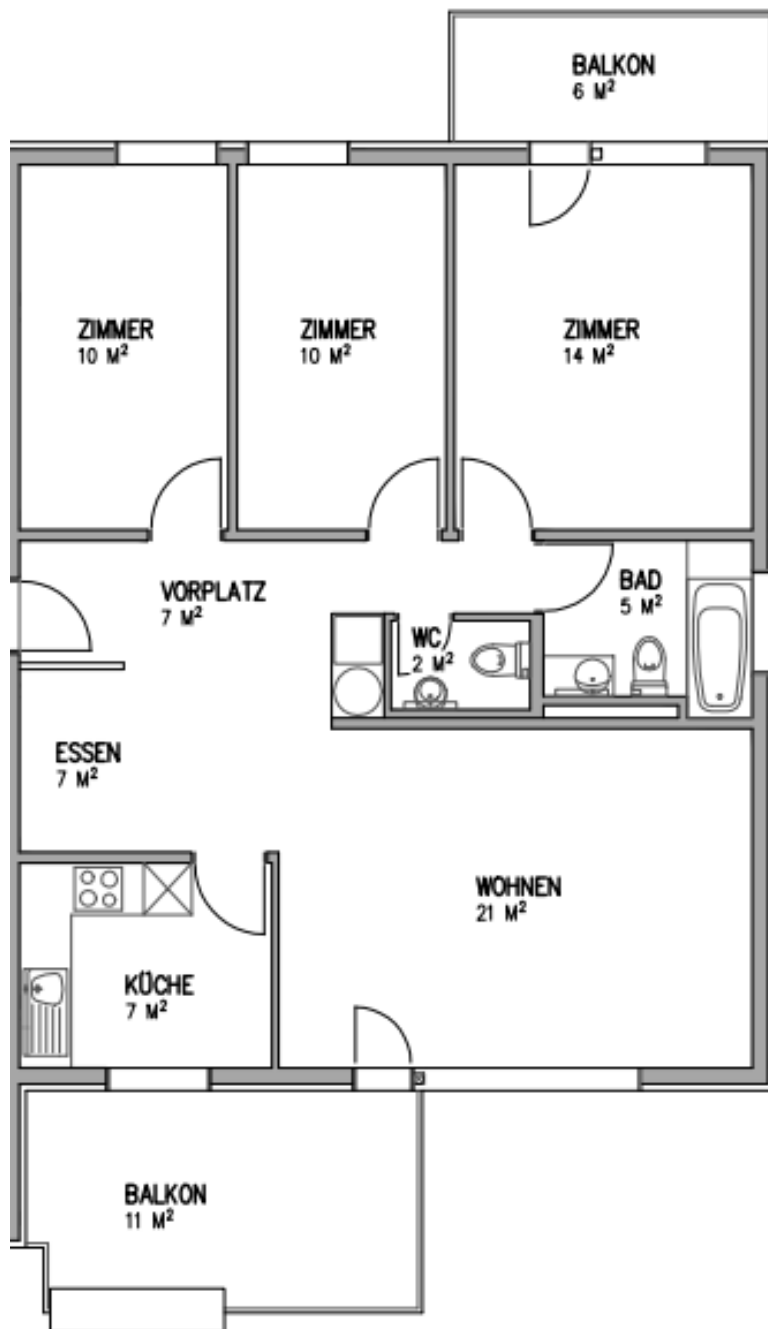 BALKON
6 M²
ZIMMER
10 M²
ZIMMER
10 M²
ZIMMER
14 M²
VORPLATZ
7 M²
BAD
5 M²
WC
2 M²
ESSEN
7 M²
WOHNEN
21 M²
KÜCHE
7 M²
BALKON
11 M²